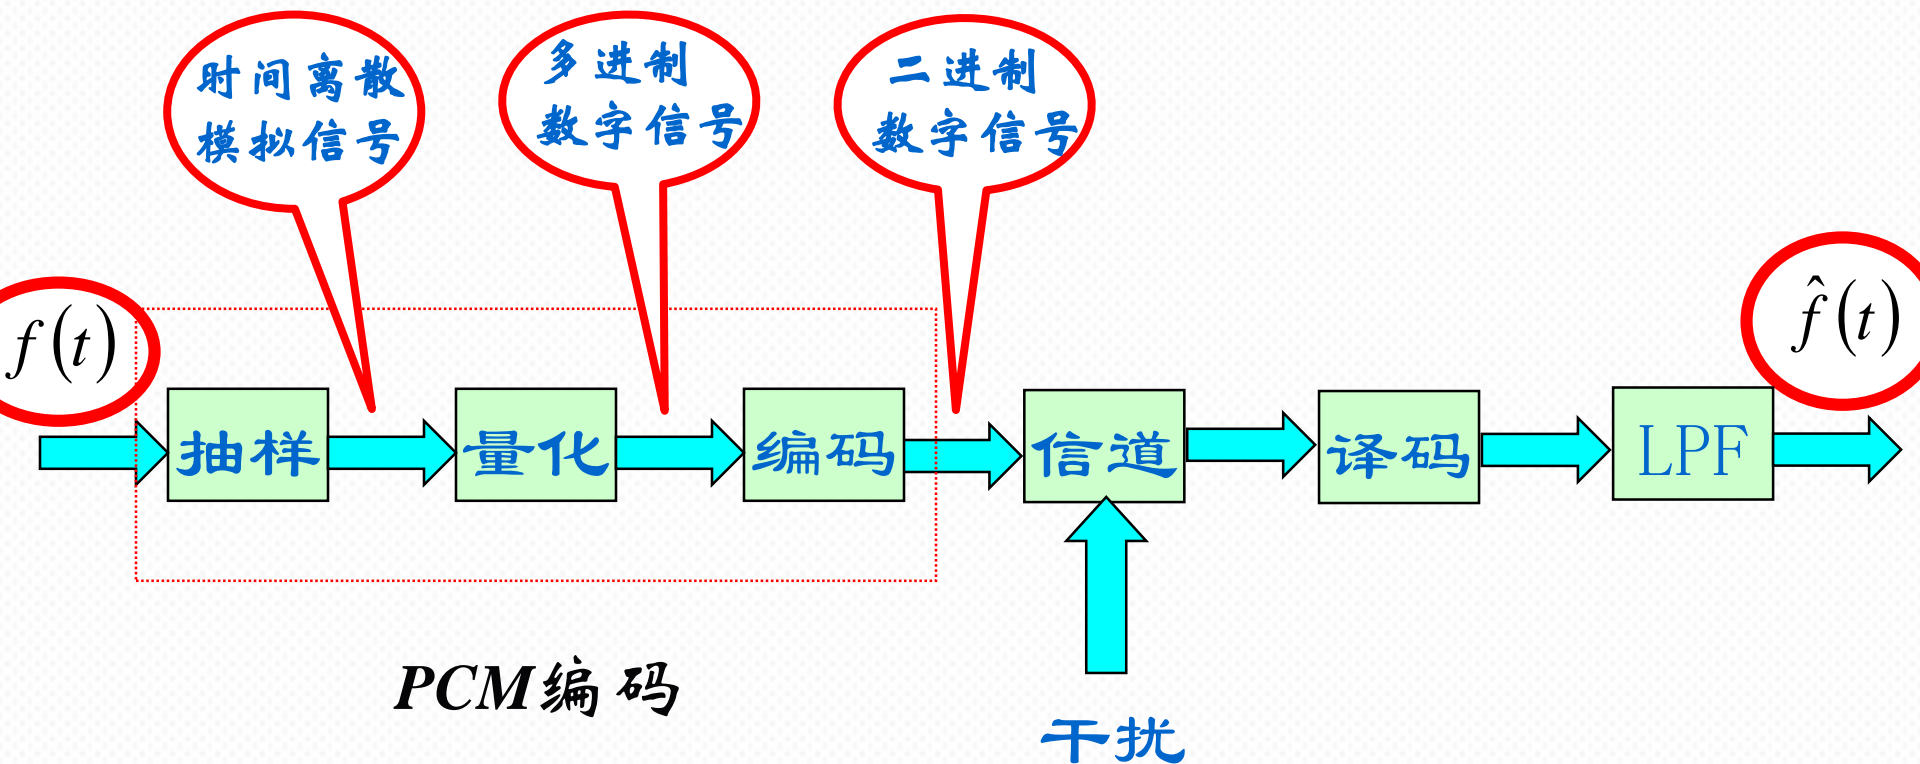 时间离散
模拟信号
多进制
数字信号
二进制
数字信号
f(t)
f̂(t)
抽样
量化
编码
信道
译码
LPF
PCM编码
干扰